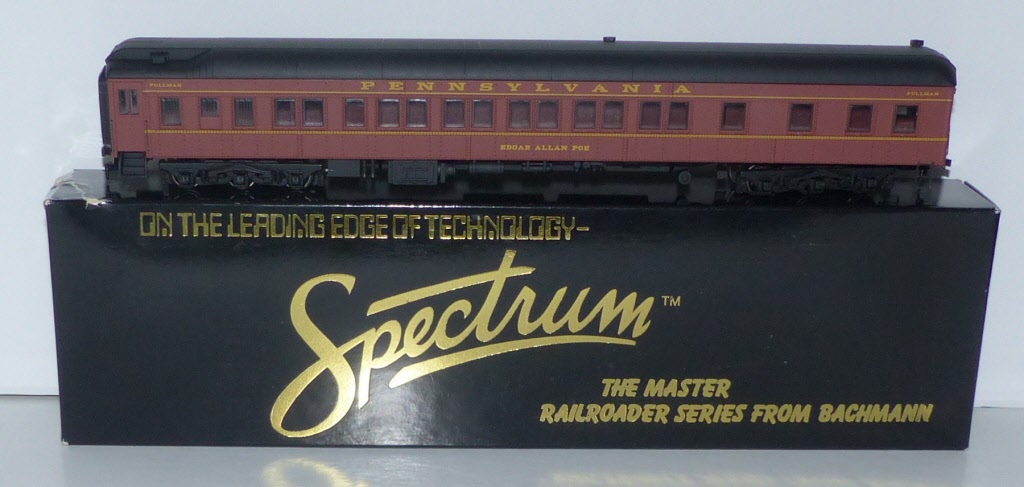 PENNSYLVANIA
PULLMAN PULLMAN
EDGAR ALLAN POE
ON THE LEADING EDGE OF TECHNOLOGY-
Spectrum™
THE MASTER
RAILROADER SERIES FROM BACHMANN